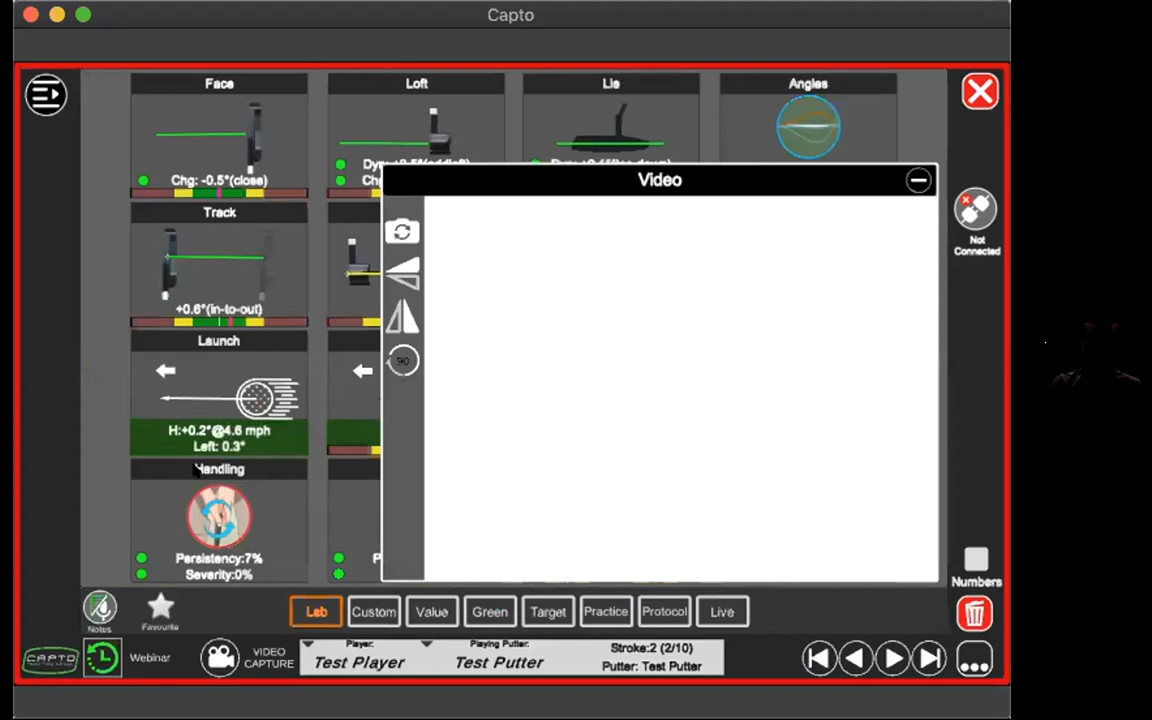 Capto
Face
Loft
Lie
Angles
Chg: -0.5°(close)
Video
Not
Connected
Track
+0.6°(in-to-out)
90
Launch
H:+0.2°@4.6 mph
Left: 0.3°
Handling
Persistency:7%
Severity:0%
P
Numbers
Notes
Favourite
Lab
Custom
Value
Green
Target
Practice
Protocol
Live
CAPTO
Webinar
VIDEO
CAPTURE
Player:
Test Player
Playing Putter:
Test Putter
Stroke:2 (2/10)
Putter: Test Putter